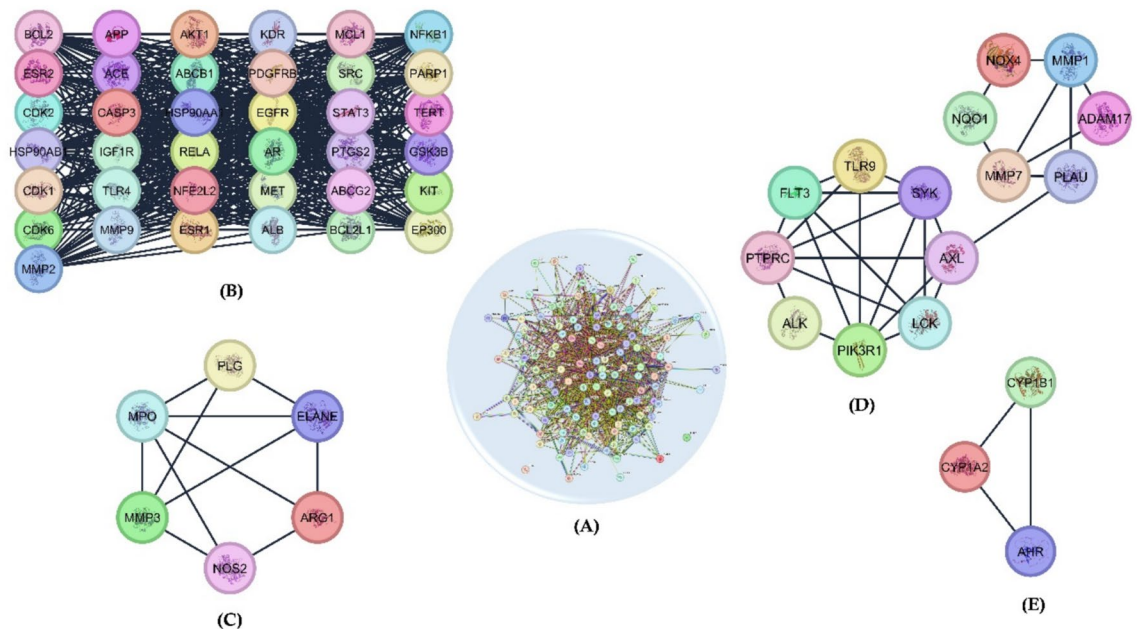 BCL2 APP AKT1 KDR MCL1 NFKB1
ESR2 ACE ABCB1 PDGFRB SRC PARP1
CDK2 CASP3 HSP90AA1 EGFR STAT3 TERT
HSP90AB1 IGF1R RELA AR PTGS2 GSK3B
CDK1 TLR4 NFE2L2 MET ABCG2 KIT
CDK6 MMP9 ESR1 ALB BCL2L1 EP300
MMP2
(B)
NOX4 MMP1
NQO1 ADAM17
MMP7 PLAU
TLR9
FLT3 SYK
PTPRC AXL
ALK LCK
PIK3R1
(D)
PLG
MPO ELANE
MMP3 ARG1
NOS2
(C)
(A)
CYP1B1
CYP1A2
AHR
(E)